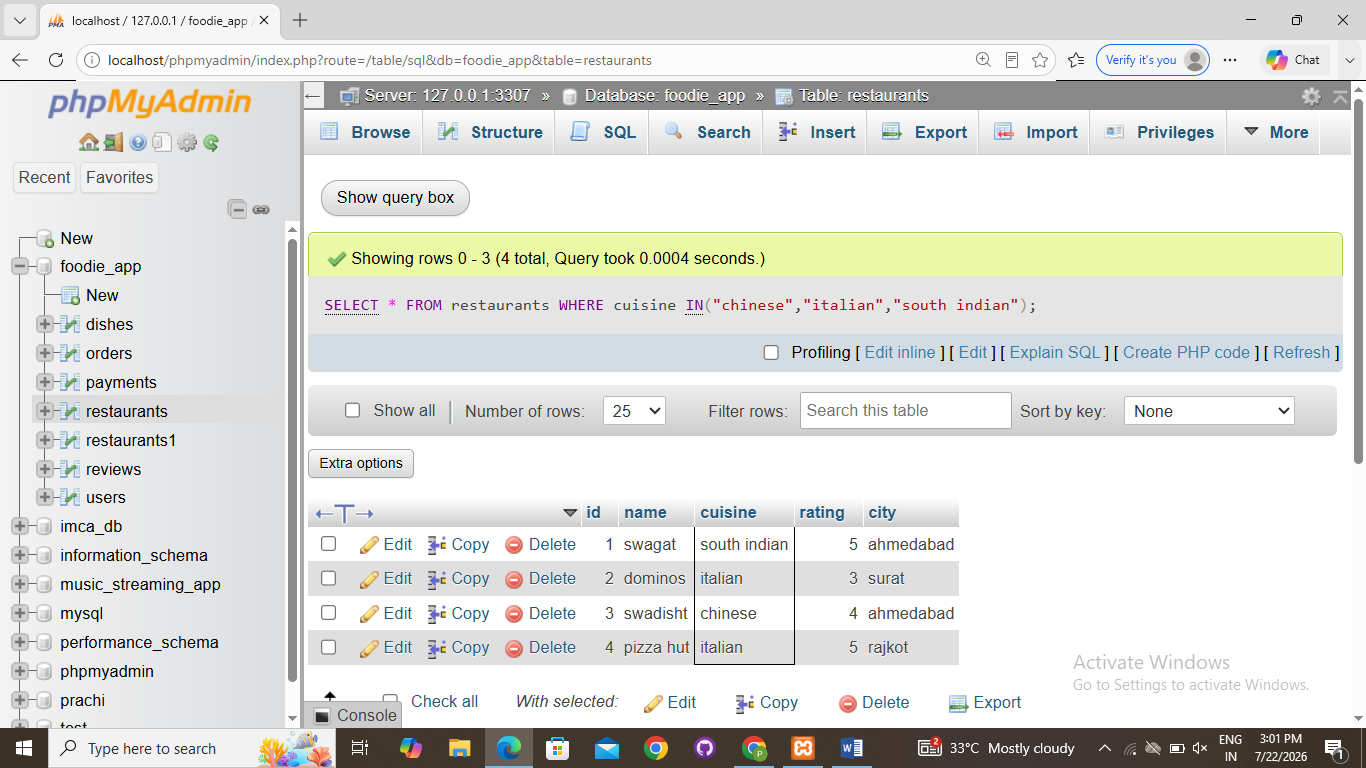 localhost / 127.0.0.1 / foodie_app
localhost/phpmyadmin/index.php?route=/table/sql&db=foodie_app&table=restaurants
Verify it's you
Chat
phpMyAdmin
Recent
Favorites
New
foodie_app
New
dishes
orders
payments
restaurants
restaurants1
reviews
users
imca_db
information_schema
music_streaming_app
mysql
performance_schema
phpmyadmin
prachi
test
Server: 127.0.0.1:3307 » Database: foodie_app » Table: restaurants
Browse Structure SQL Search Insert Export Import Privileges More
Show query box
Showing rows 0 - 3 (4 total, Query took 0.0004 seconds.)
SELECT * FROM restaurants WHERE cuisine IN("chinese","italian","south indian");
Profiling [ Edit inline ] [ Edit ] [ Explain SQL ] [ Create PHP code ] [ Refresh ]
Show all Number of rows: 25 Filter rows: Search this table Sort by key: None
Extra options
id name cuisine rating city
Edit Copy Delete 1 swagat south indian 5 ahmedabad
Edit Copy Delete 2 dominos italian 3 surat
Edit Copy Delete 3 swadisht chinese 4 ahmedabad
Edit Copy Delete 4 pizza hut italian 5 rajkot
Check all With selected: Edit Copy Delete Export
Console
Activate Windows
Go to Settings to activate Windows.
Type here to search
2
33°C Mostly cloudy
ENG
IN
3:01 PM
7/22/2026
1